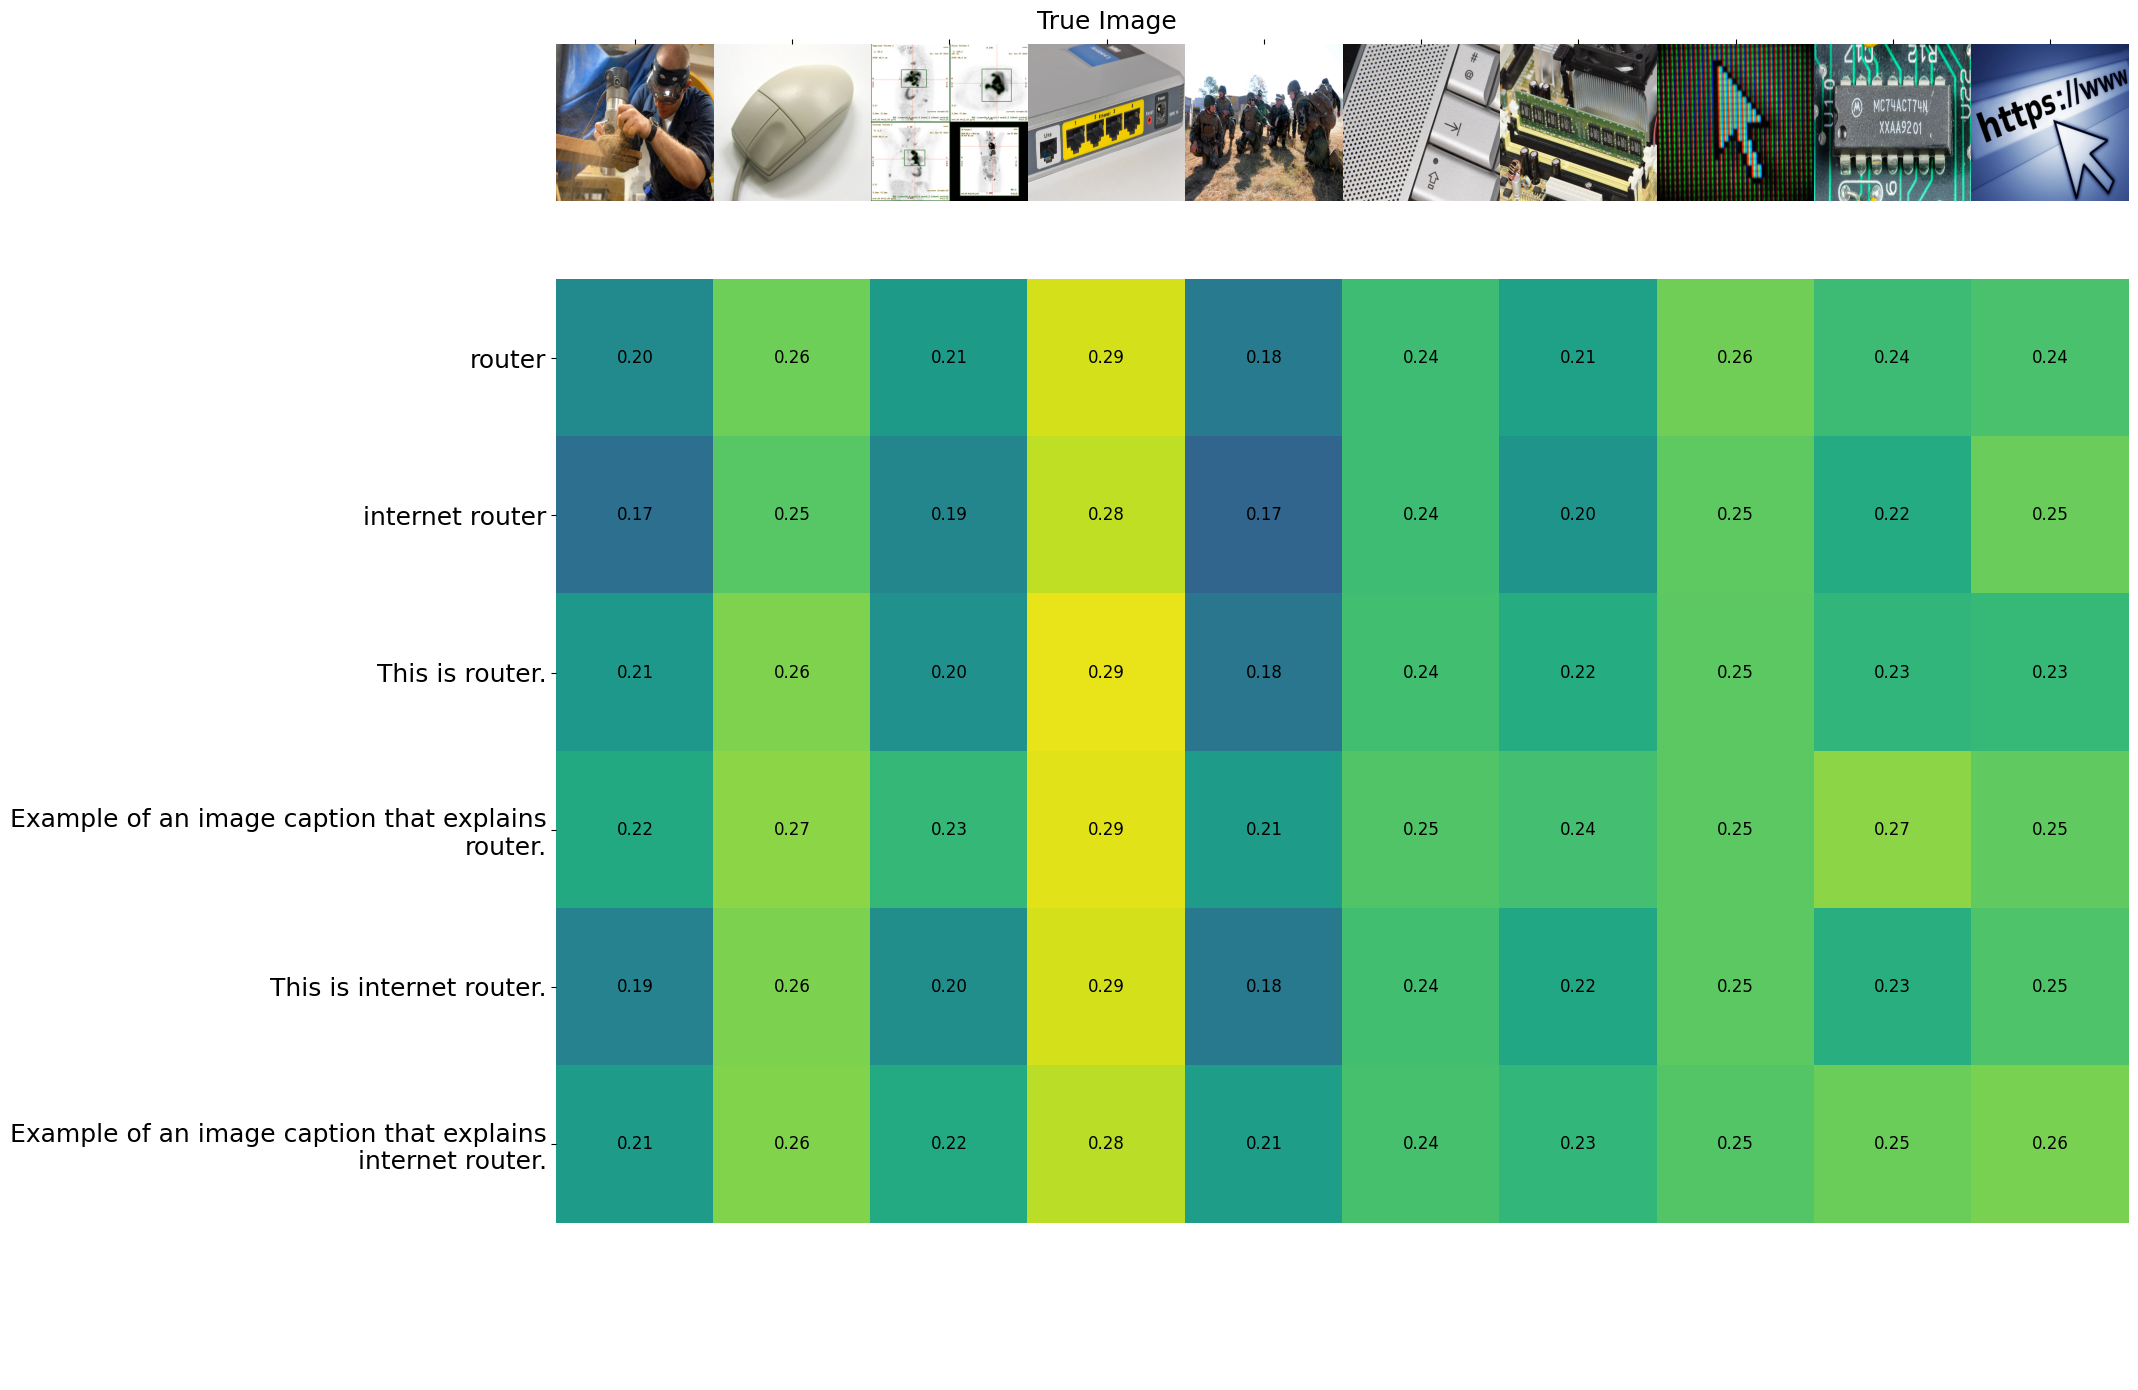 True Image
17
R12
MC74ACT74N
XXAA9201
U10
U22
9
https://www
#
@
router
0.20 0.26 0.21 0.29 0.18 0.24 0.21 0.26 0.24 0.24
internet router
0.17 0.25 0.19 0.28 0.17 0.24 0.20 0.25 0.22 0.25
This is router.
0.21 0.26 0.20 0.29 0.18 0.24 0.22 0.25 0.23 0.23
Example of an image caption that explains
router.
0.22 0.27 0.23 0.29 0.21 0.25 0.24 0.25 0.27 0.25
This is internet router.
0.19 0.26 0.20 0.29 0.18 0.24 0.22 0.25 0.23 0.25
Example of an image caption that explains
internet router.
0.21 0.26 0.22 0.28 0.21 0.24 0.23 0.25 0.25 0.26